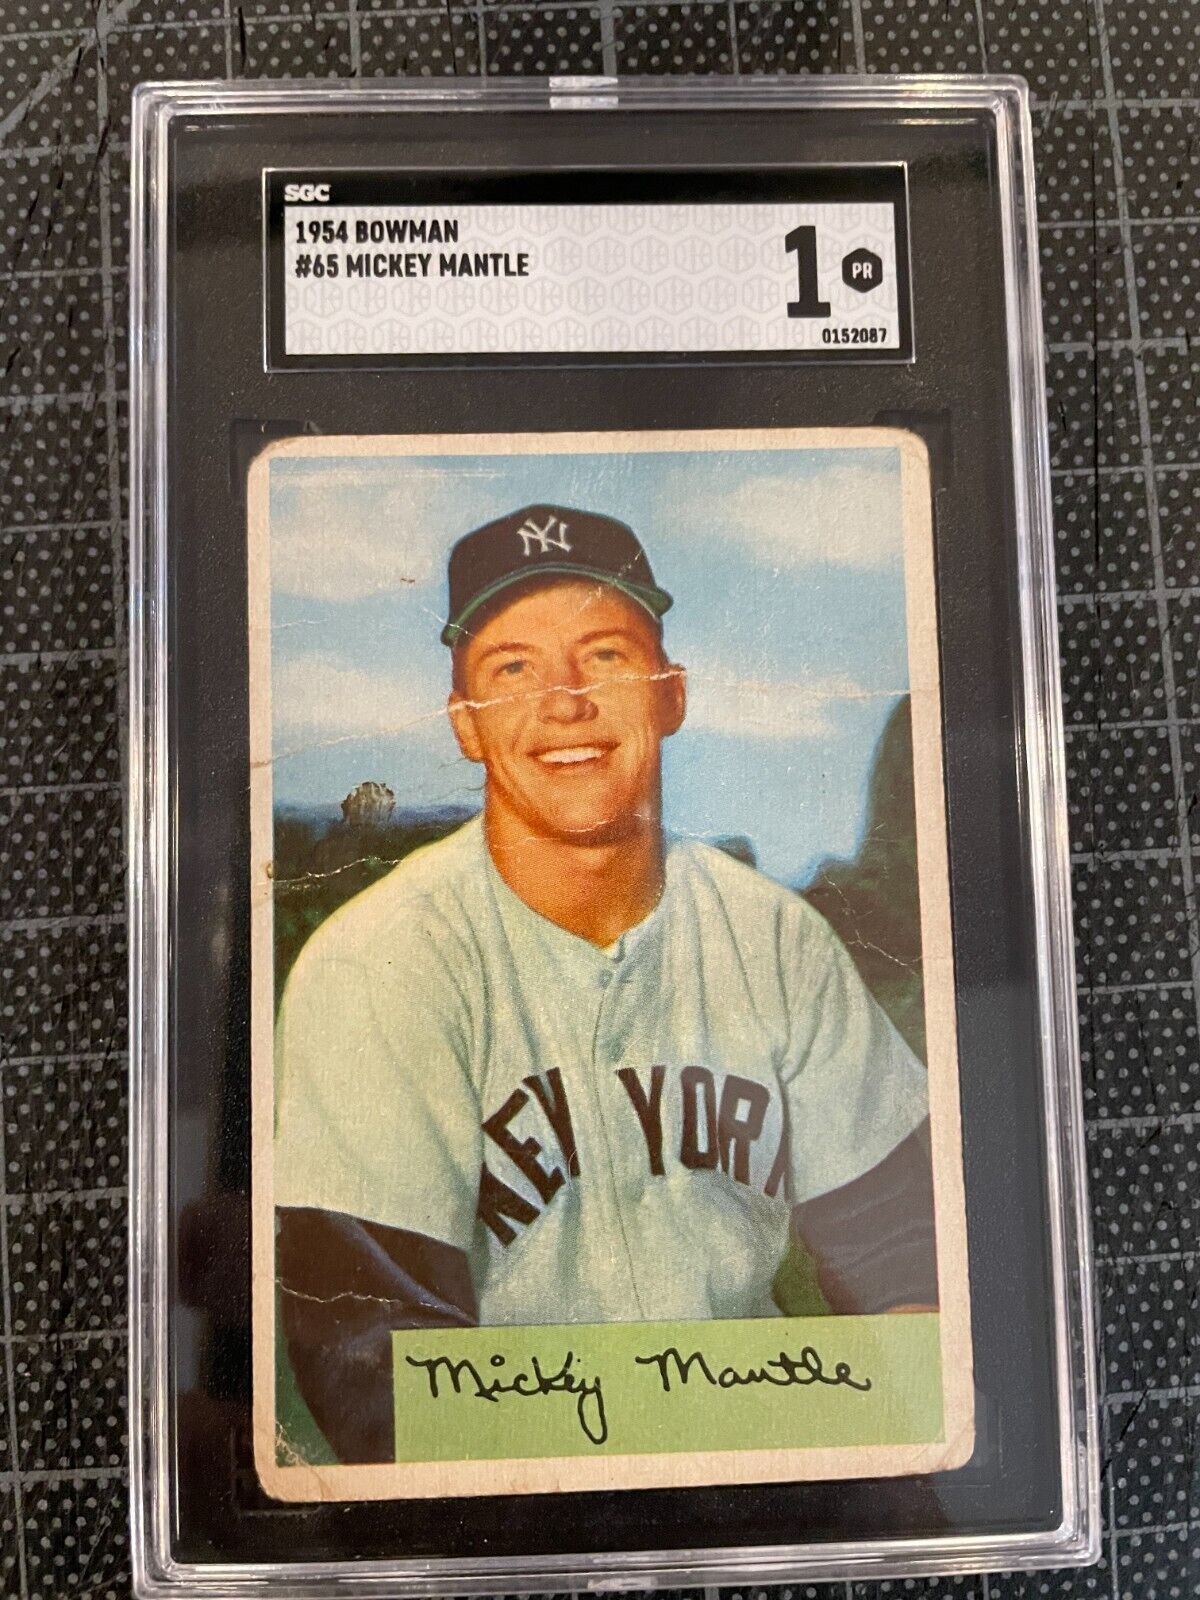 SGC
1954 BOWMAN
#65 MICKEY MANTLE
1 PR
0152087
NY
NEW YORK
Mickey Mantle